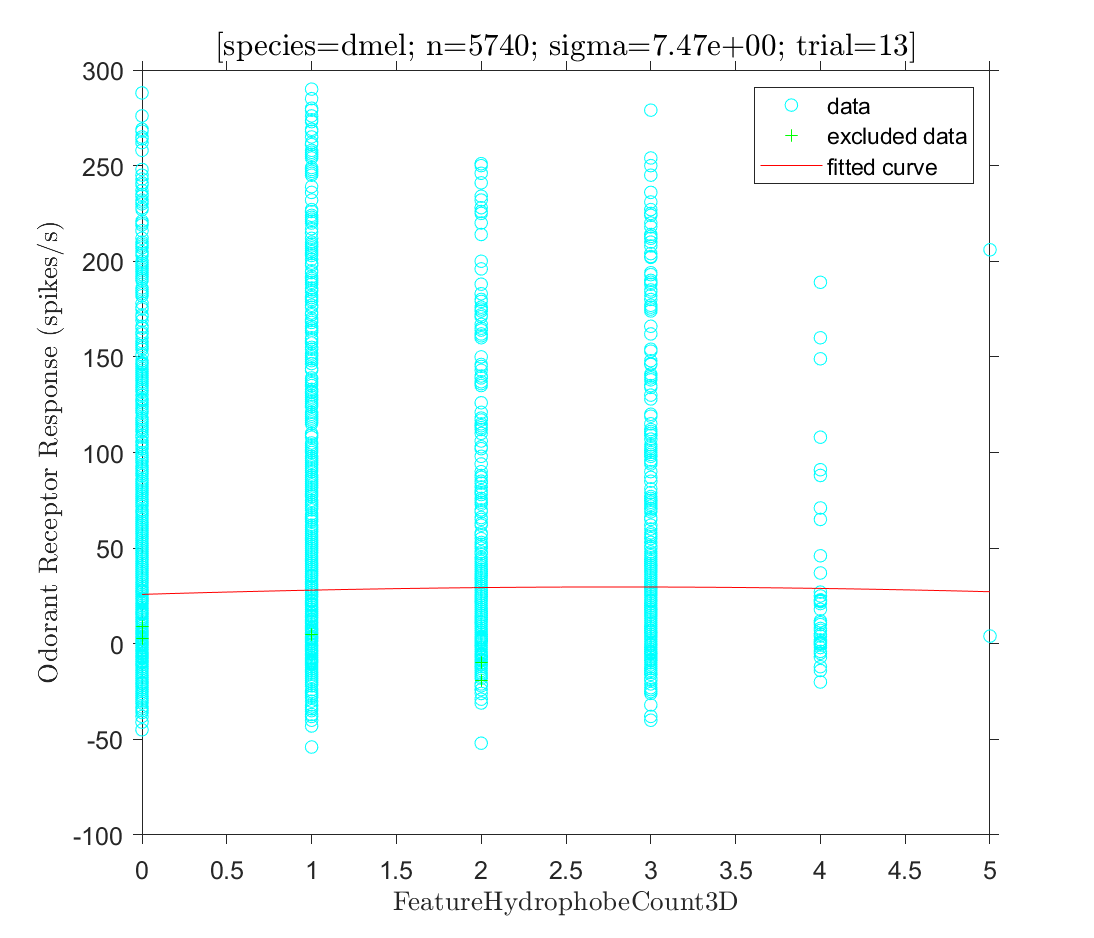 [species=dmel; n=5740; sigma=7.47e+00; trial=13]
300
250
200
150
100
50
0
-50
-100
Odorant Receptor Response (spikes/s)
data
excluded data
fitted curve
0 0.5 1 1.5 2 2.5 3 3.5 4 4.5 5
FeatureHydrophobeCount3D